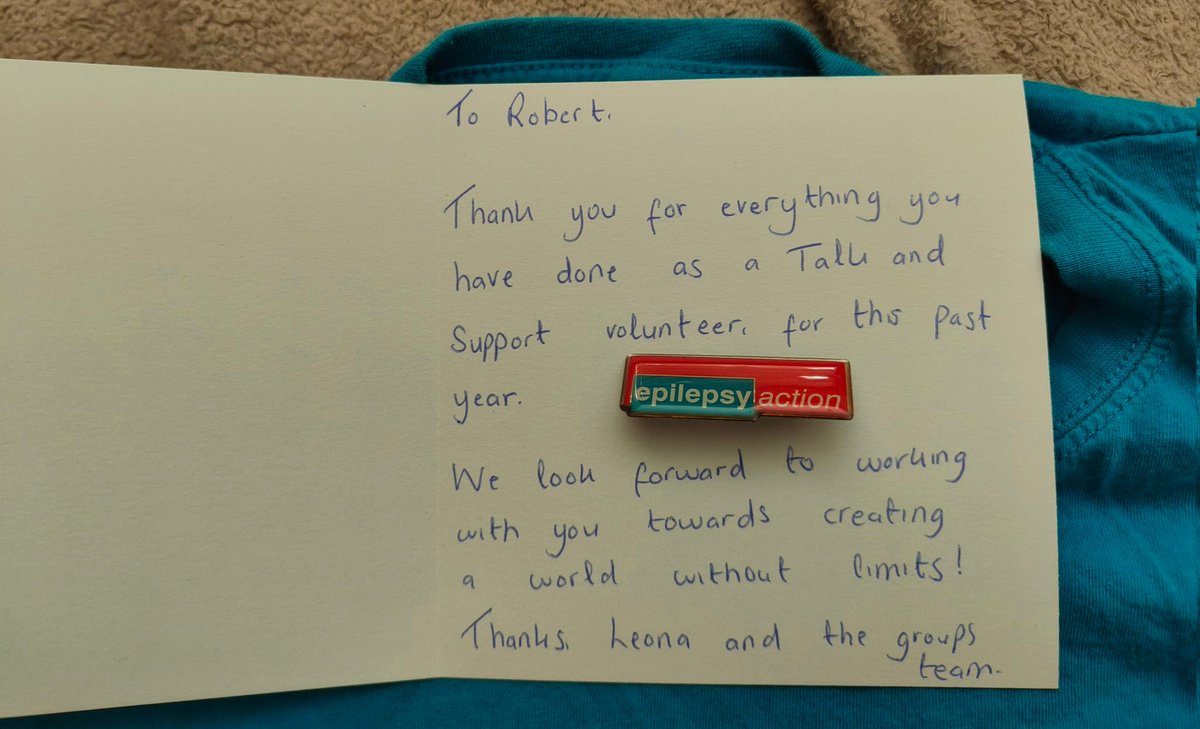 To Robert.
Thank you for everything you
have done as a Talk and
Support volunteer, for this past
year.
epilepsy action
We look forward to working
with you towards creating
a world without limits!
Thanks, Leona and the groups
team.